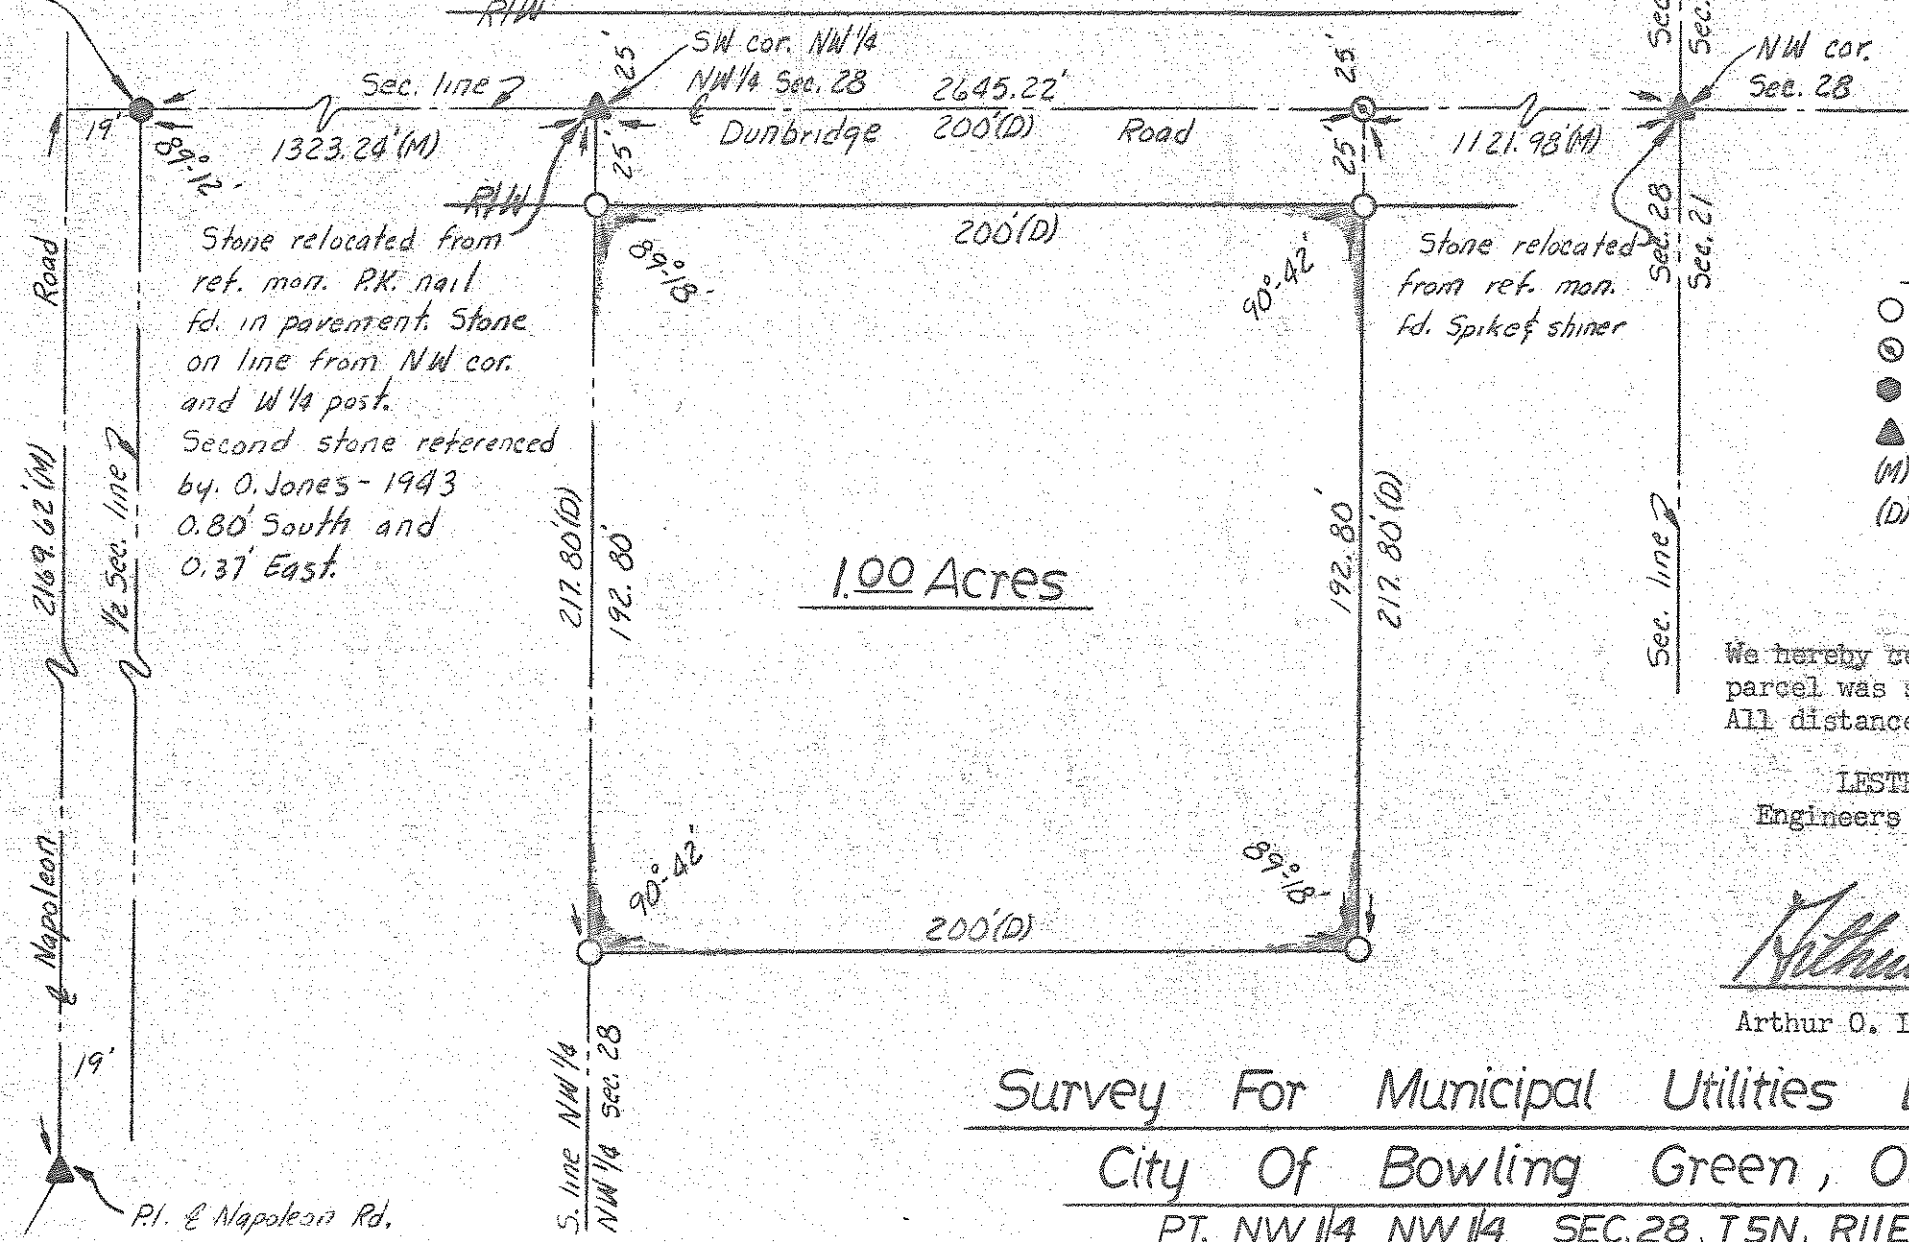 R/W
SW cor. NW 1/4
NW 1/4 Sec. 28
25'
25'
Sec.
Sec.
NW cor.
Sec. 28
Sec. line
2645.22'
19'
89°-12'
1323.24'(M)
℄
Dunbridge
200'(D)
Road
1121.98'(M)
25'
25'
R/W
200'(D)
Sec. 28
Sec. 21
Stone relocated from
ref. mon. P.K. nail
fd. in pavement. Stone
on line from NW cor.
and W 1/4 post.
Second stone referenced
by. O. Jones - 1943
0.80' South and
0.37' East.
89°-18'
90°-42'
Stone relocated
from ref. mon.
fd. Spike & shiner
(M)
(D)
Road
2169.62'(M)
1/2 Sec. line
217.80'(D)
192.80'
1.00 Acres
192.80'
217.80'(D)
Sec. line
We hereby ce
parcel was s
All distance
LEST
Engineers
90°-42'
89°-18'
200'(D)
℄ Napoleon
19'
Arthur O.
S. line NW 1/4
NW 1/4 sec. 28
P.I. ℄ Napoleon Rd.
Survey For Municipal Utilities
City Of Bowling Green, O
PT. NW 1/4 NW 1/4 SEC. 28, T5N, R11E